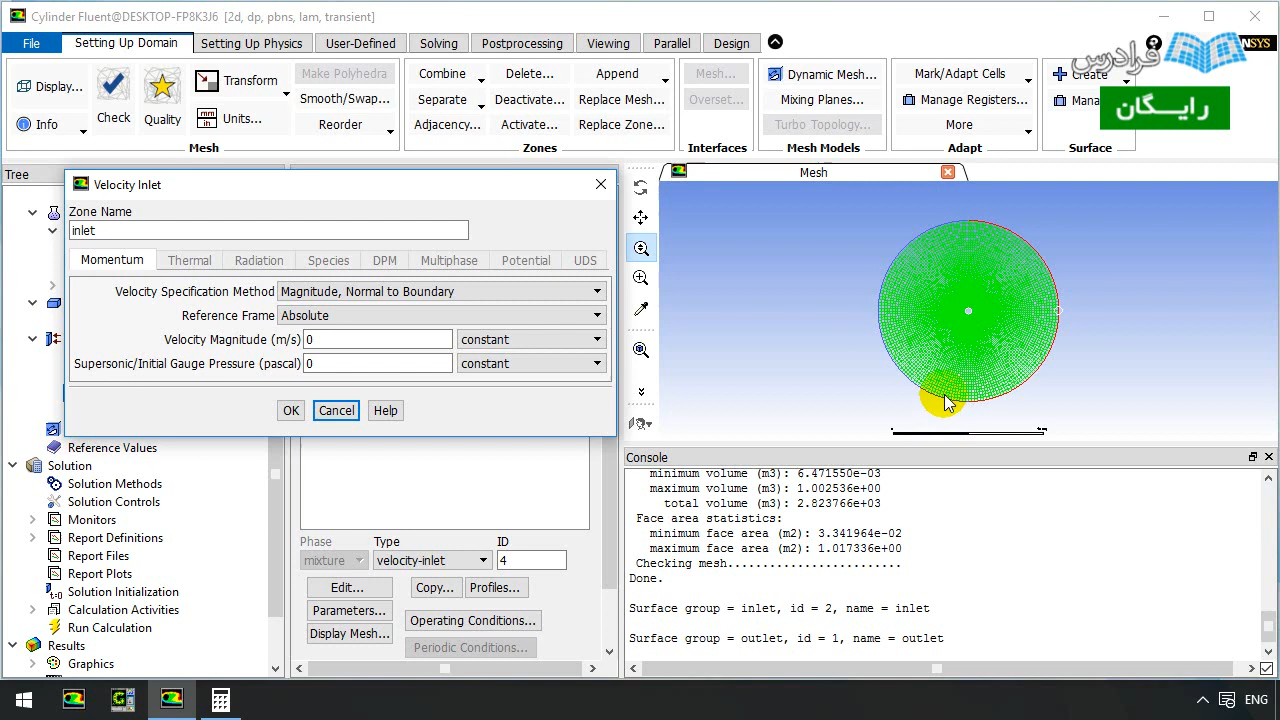 Cylinder Fluent@DESKTOP-FP8K3J6 [2d, dp, pbns, lam, transient]
File
Setting Up Domain
Setting Up Physics
User-Defined
Solving
Postprocessing
Viewing
Parallel
Design
NSYS
فرادرس
رایگان
Display...
Info
Check
Quality
Transform
Units...
Make Polyhedra
Smooth/Swap...
Reorder
Mesh
Combine
Delete...
Append
Separate
Deactivate...
Replace Mesh...
Adjacency...
Activate...
Replace Zone...
Zones
Mesh...
Overset...
Interfaces
Dynamic Mesh...
Mixing Planes...
Turbo Topology...
Mesh Models
Mark/Adapt Cells
Manage Registers...
More
Adapt
Create
Mana
Surface
Tree
Velocity Inlet
Zone Name
inlet
Momentum
Thermal
Radiation
Species
DPM
Multiphase
Potential
UDS
Velocity Specification Method Magnitude, Normal to Boundary
Reference Frame Absolute
Velocity Magnitude (m/s) 0 constant
Supersonic/Initial Gauge Pressure (pascal) 0 constant
OK
Cancel
Help
Mesh
Reference Values
Solution
Solution Methods
Solution Controls
Monitors
Report Definitions
Report Files
Report Plots
Solution Initialization
Calculation Activities
Run Calculation
Results
Graphics
Phase
Type
ID
mixture
velocity-inlet
4
Edit...
Copy...
Profiles...
Parameters...
Operating Conditions...
Display Mesh...
Periodic Conditions...
Console
minimum volume (m3): 6.471550e-03
maximum volume (m3): 1.002536e+00
total volume (m3): 2.823766e+03
Face area statistics:
minimum face area (m2): 3.341964e-02
maximum face area (m2): 1.017336e+00
Checking mesh.........................
Done.
Surface group = inlet, id = 2, name = inlet
Surface group = outlet, id = 1, name = outlet
ENG